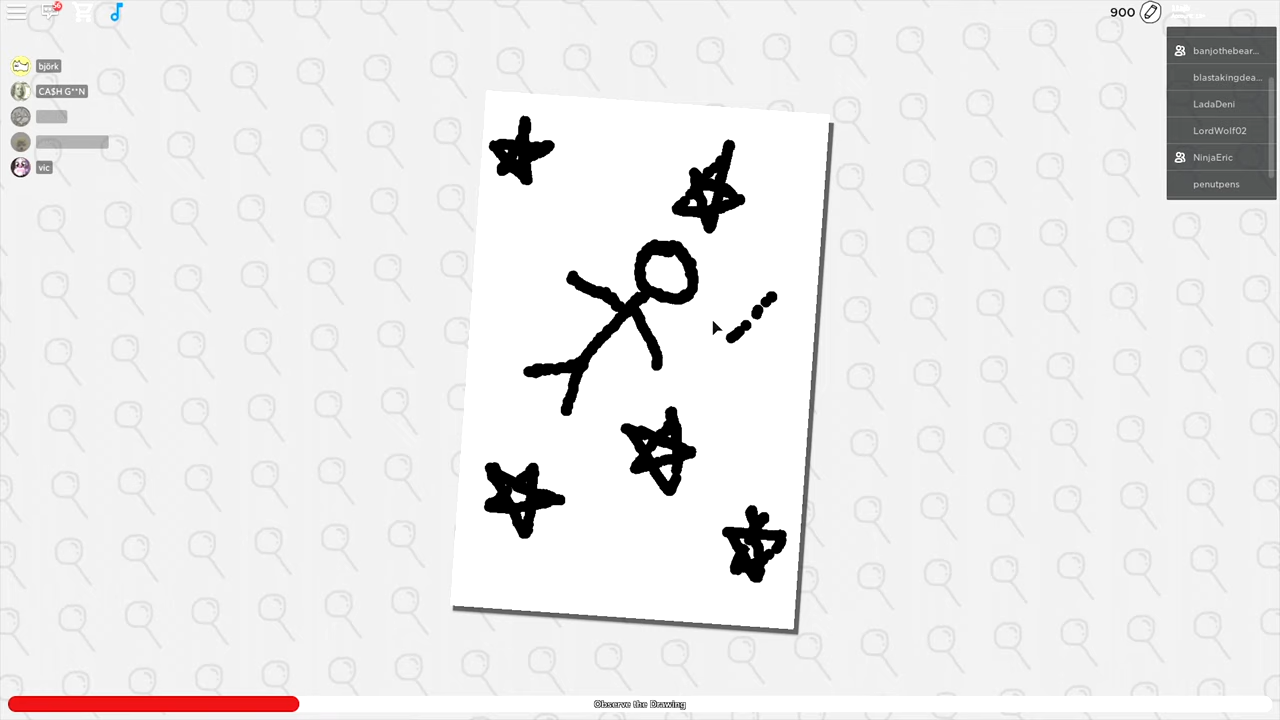 900
björk
CA$H G**N
vic
banjothebear...
blastakingdea...
LadaDeni
LordWolf02
NinjaEric
penutpens
Observe the Drawing